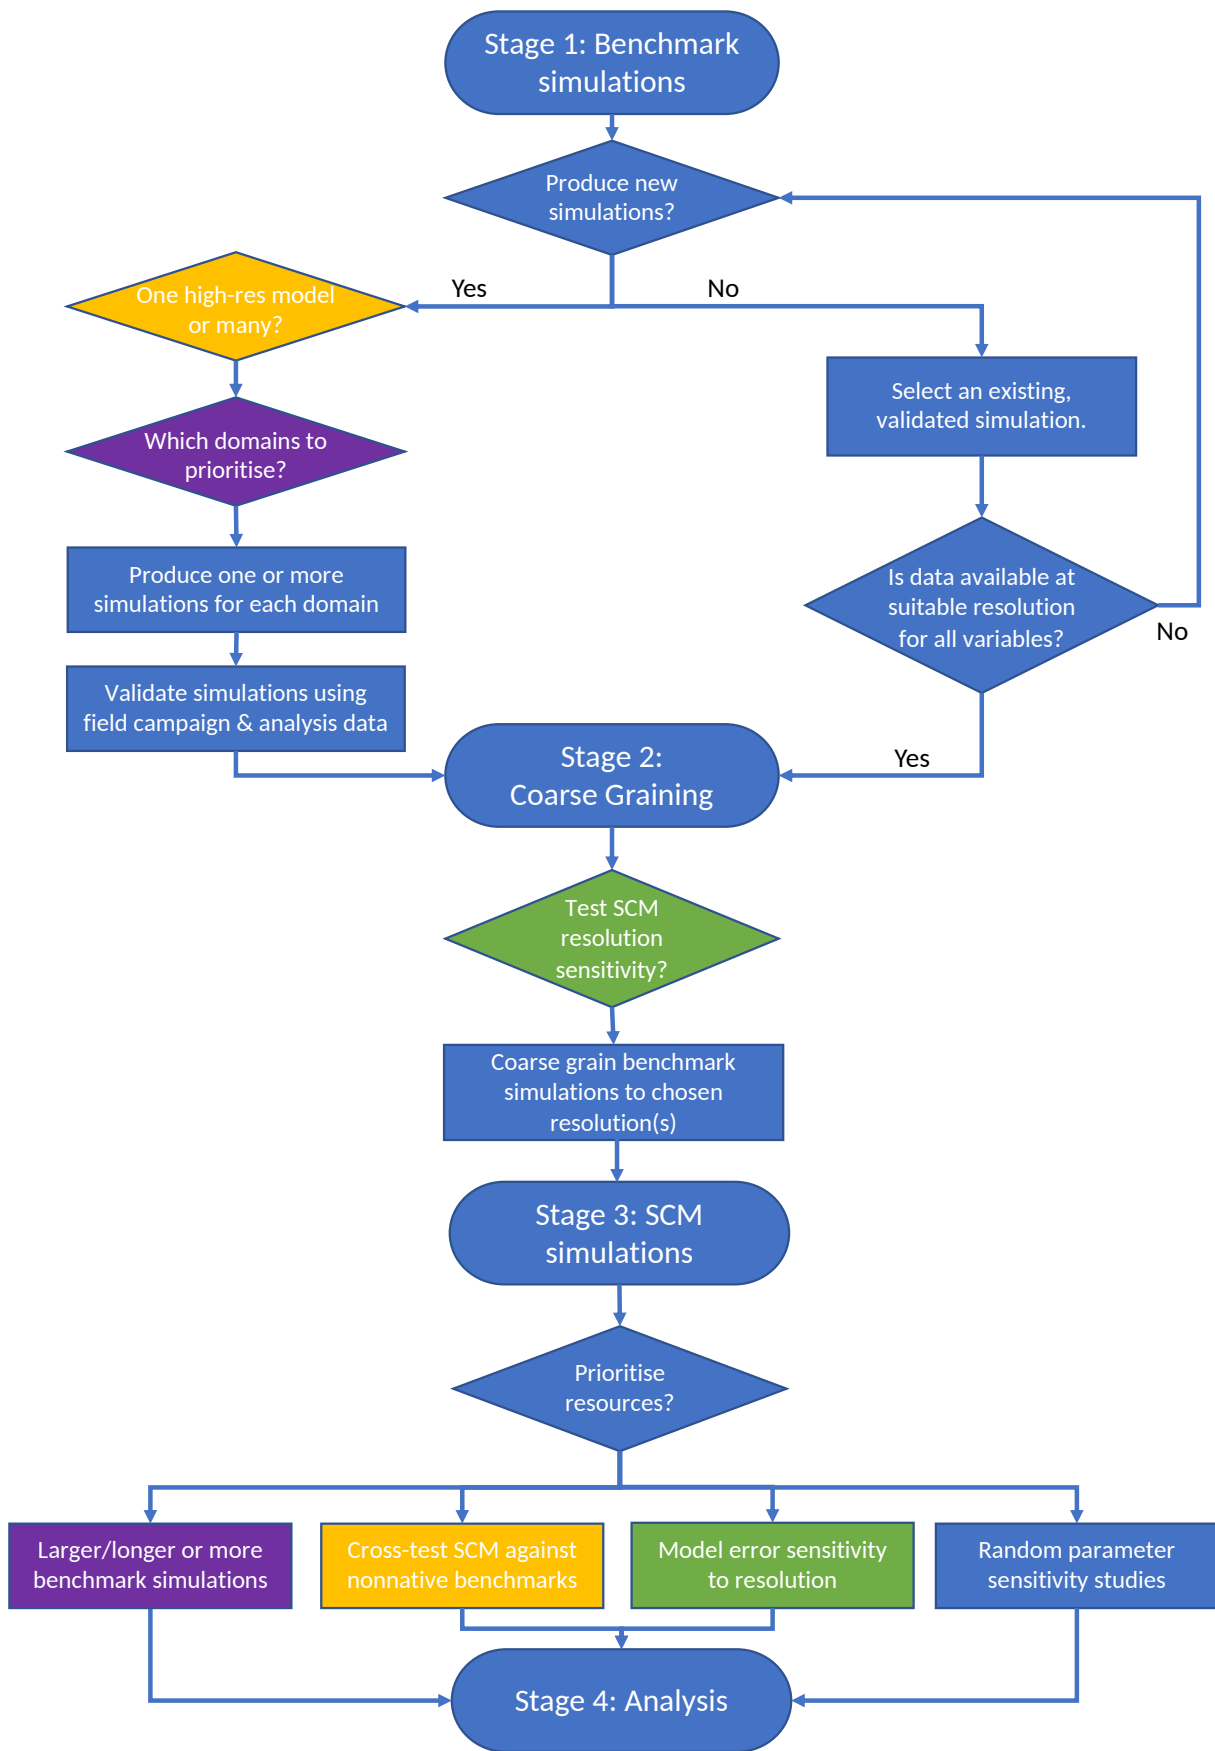 Stage 1: Benchmark
simulations
Produce new
simulations?
Yes
No
One high-res model
or many?
Select an existing,
validated simulation.
Which domains to
prioritise?
Is data available at
suitable resolution
for all variables?
No
Produce one or more
simulations for each domain
Validate simulations using
field campaign & analysis data
Stage 2:
Coarse Graining
Yes
Test SCM
resolution
sensitivity?
Coarse grain benchmark
simulations to chosen
resolution(s)
Stage 3: SCM
simulations
Prioritise
resources?
Larger/longer or more
benchmark simulations
Cross-test SCM against
nonnative benchmarks
Model error sensitivity
to resolution
Random parameter
sensitivity studies
Stage 4: Analysis